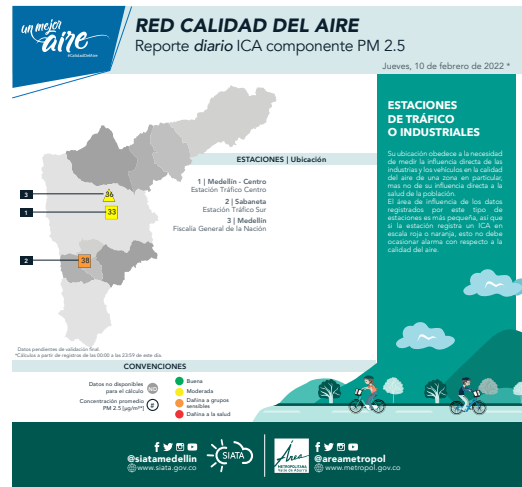 un mejor
aire
#CalidadDelAire
RED CALIDAD DEL AIRE
Reporte diario ICA componente PM 2.5
Jueves, 10 de febrero de 2022 *
ESTACIONES
DE TRÁFICO
O INDUSTRIALES
Su ubicación obedece a la necesidad
de medir la influencia directa de las
industrias y los vehículos en la calidad
del aire de una zona en particular,
mas no de su influencia directa a la
salud de la población.
El área de influencia de los datos
registrados por este tipo de
estaciones es más pequeña, así que
si la estación registra un ICA en
escala roja o naranja, esto no debe
ocasionar alarma con respecto a la
calidad del aire.
ESTACIONES | Ubicación
1 | Medellín - Centro
Estación Tráfico Centro
2 | Sabaneta
Estación Tráfico Sur
3 | Medellín
Fiscalía General de la Nación
3
36
1
33
2
38
Datos pendientes de validación final.
*Cálculos a partir de registros de las 00:00 a las 23:59 de este día.
CONVENCIONES
Datos no disponibles
para el cálculo
ND
Concentración promedio
PM 2.5 [µg/m³*]
#
Buena
Moderada
Dañina a grupos
sensibles
Dañina a la salud
@siatamedellin
www.siata.gov.co
SIATA
Área
METROPOLITANA
Valle de Aburrá
@areametropol
www.metropol.gov.co